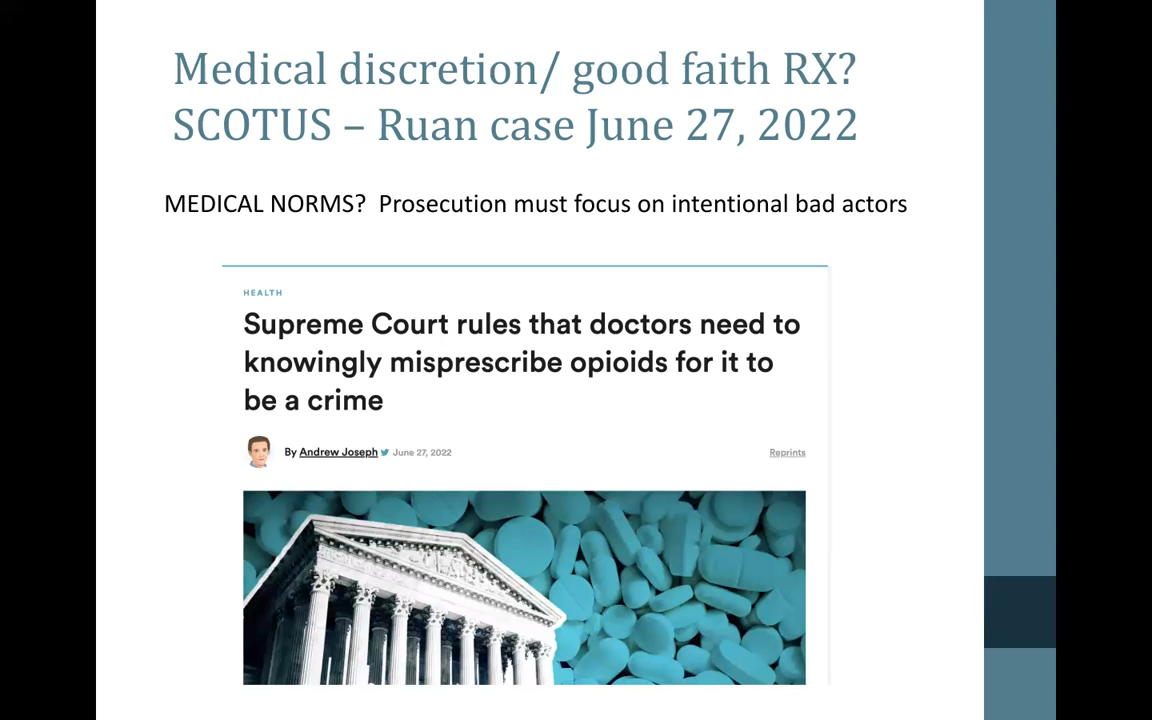 Medical discretion/ good faith RX?
SCOTUS – Ruan case June 27, 2022
MEDICAL NORMS?  Prosecution must focus on intentional bad actors
HEALTH
Supreme Court rules that doctors need to
knowingly misprescribe opioids for it to
be a crime
By Andrew Joseph June 27, 2022 Reprints